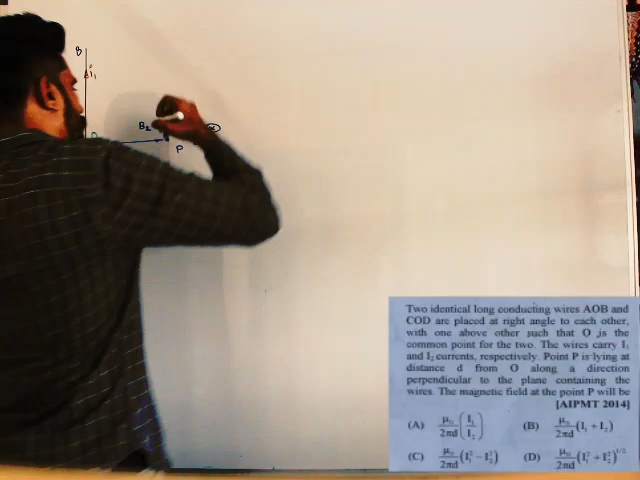 B
i₁
B₂
P
Two identical long conducting wires AOB and
COD are placed at right angle to each other,
with one above other such that O is the
common point for the two. The wires carry I₁
and I₂ currents, respectively. Point P is lying at
distance d from O along a direction
perpendicular to the plane containing the
wires. The magnetic field at the point P will be
[AIPMT 2014]
(A) μ₀/2πd (I₁/I₂) (B) μ₀/2πd (I₁ + I₂)
(C) μ₀/2πd (I₁² − I₂²) (D) μ₀/2πd (I₁² + I₂²)^1/2